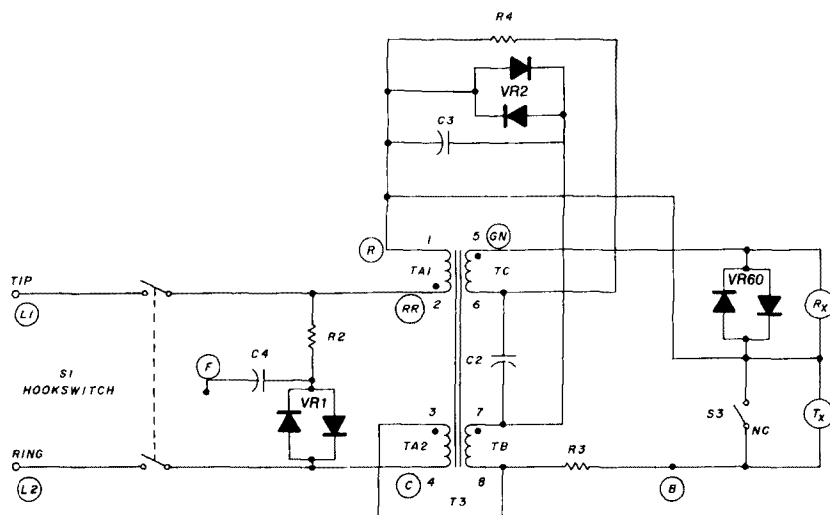 R4
VR2
C3
R
1
5
GN
TIP
TA1
TC
L1
RR
2
6
VR60
RX
R2
F
C4
C2
S1
HOOKSWITCH
VR1
S3
TX
3
7
NC
RING
TA2
TB
R3
L2
C
4
8
B
T3